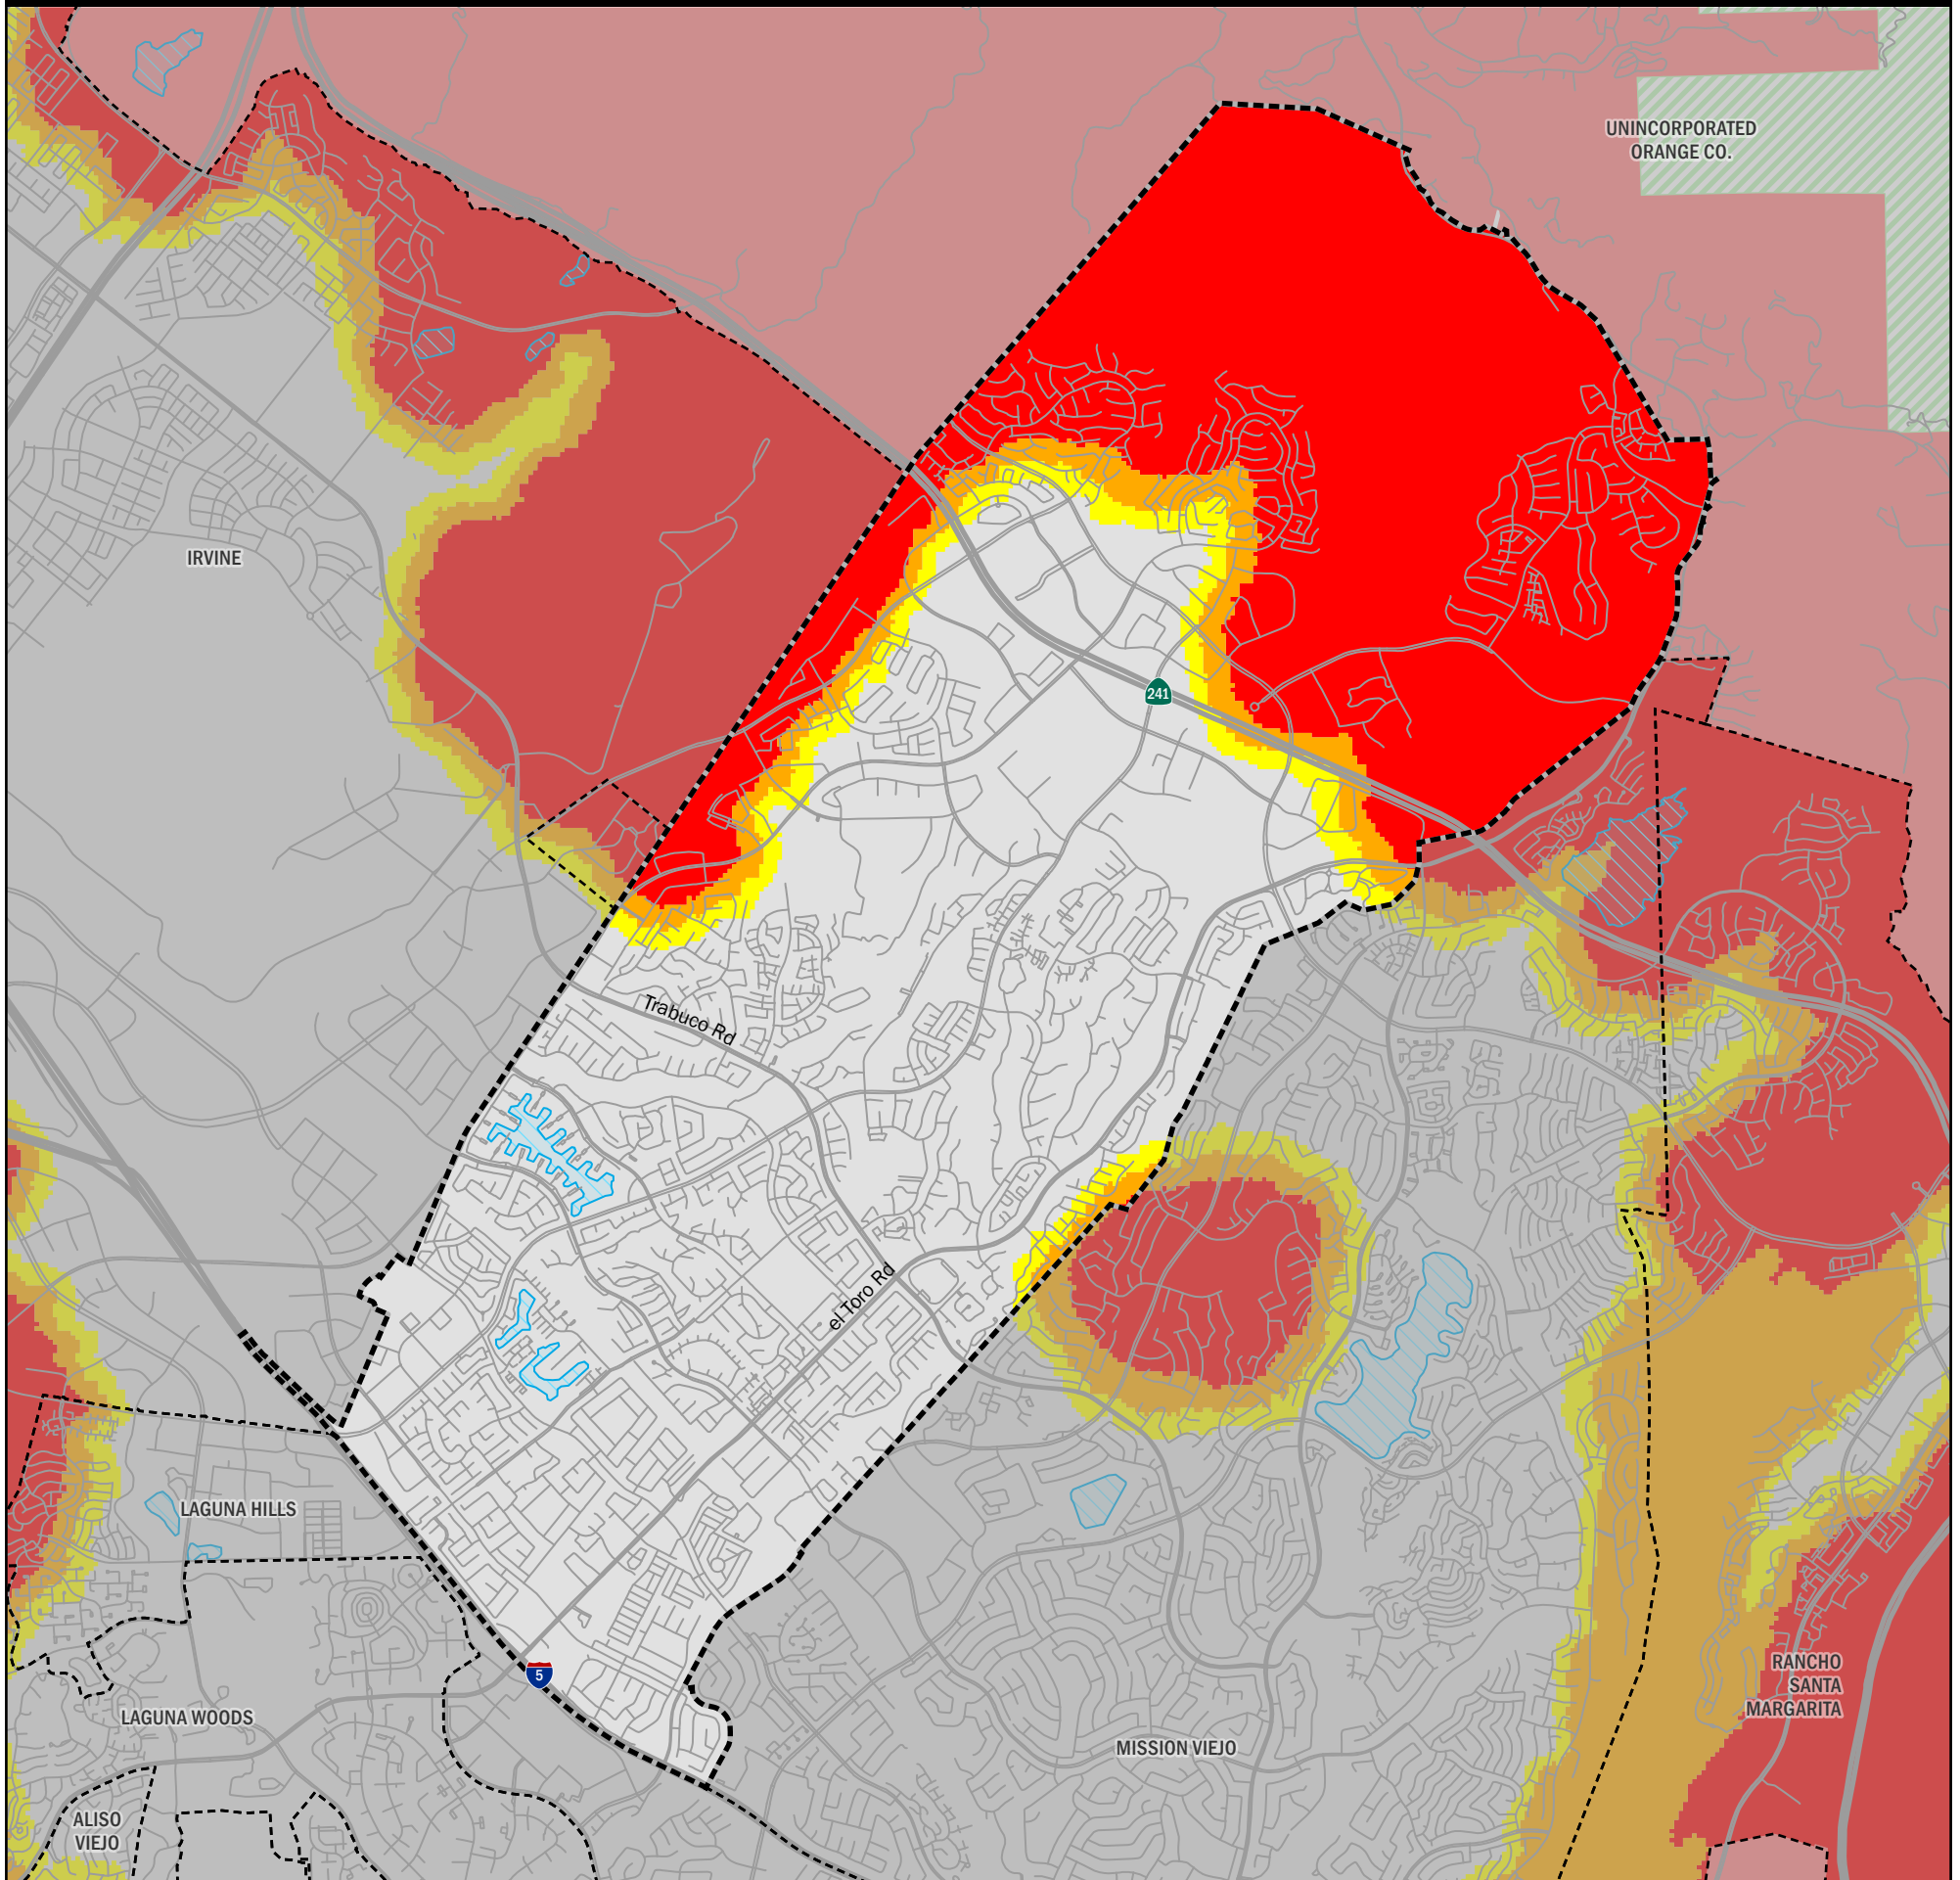 UNINCORPORATED
ORANGE CO.
IRVINE
241
Trabuco Rd
el Toro Rd
LAGUNA HILLS
5
RANCHO
SANTA
MARGARITA
LAGUNA WOODS
MISSION VIEJO
ALISO
VIEJO